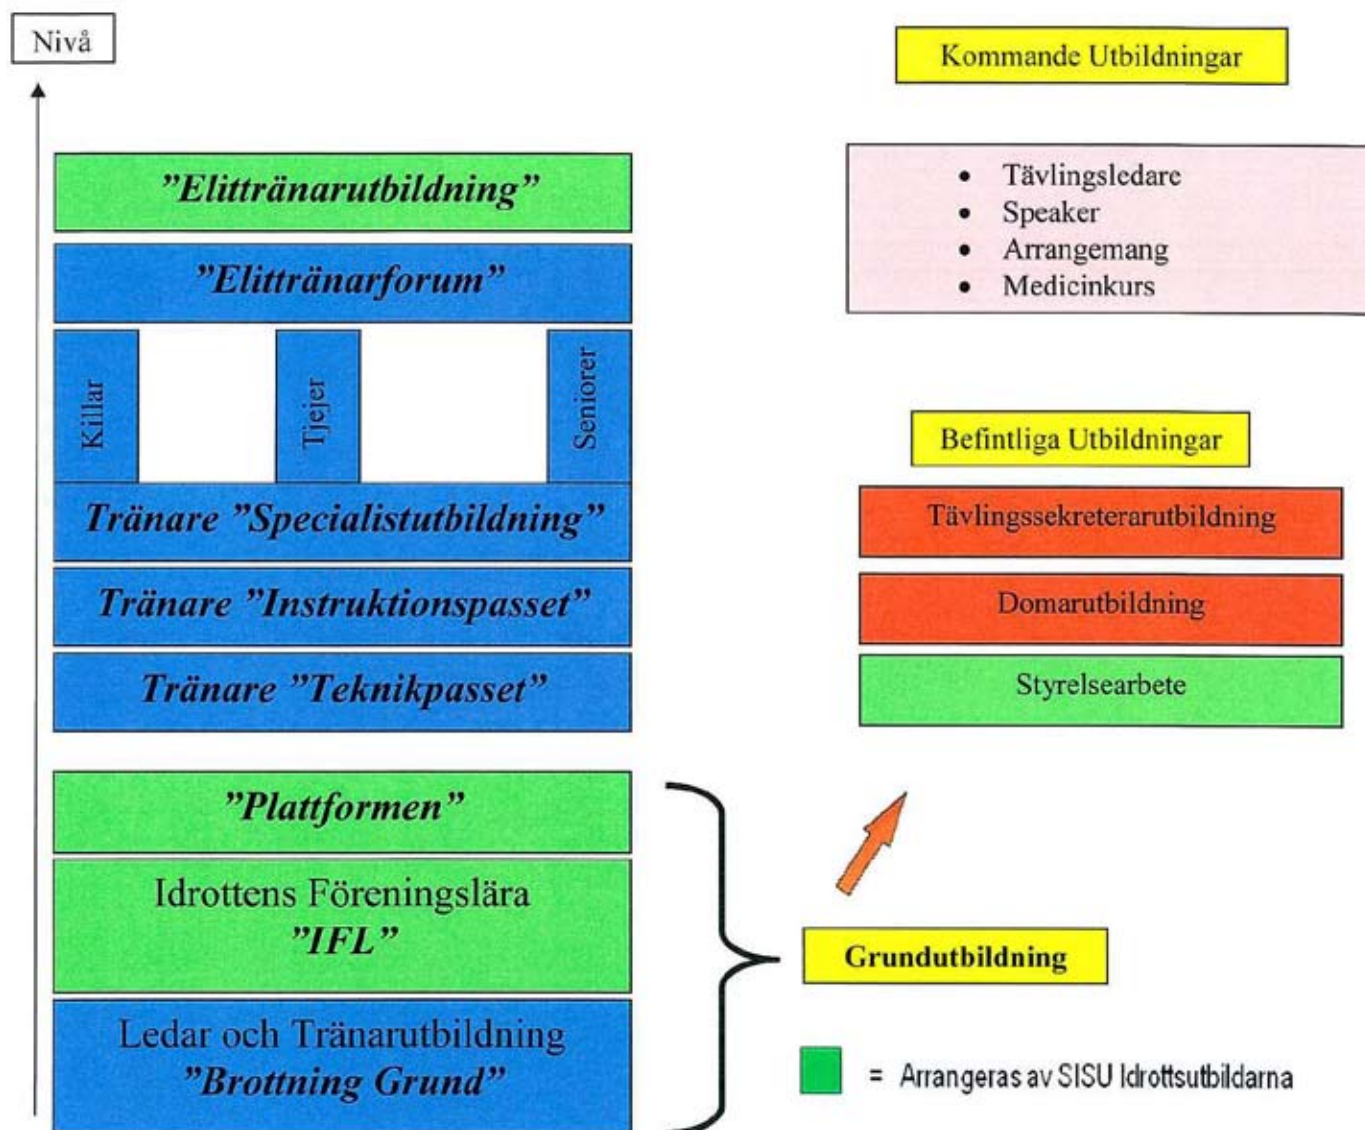 Nivå
"Elittränarutbildning"
"Elittränarforum"
Killar
Tjejer
Seniorer
Tränare "Specialistutbildning"
Tränare "Instruktionspasset"
Tränare "Teknikpasset"
"Plattformen"
Idrottens Föreningslära
"IFL"
Ledar och Tränarutbildning
"Brottning Grund"
Kommande Utbildningar
• Tävlingsledare
• Speaker
• Arrangemang
• Medicinkurs
Befintliga Utbildningar
Tävlingssekreterarutbildning
Domarutbildning
Styrelsearbete
Grundutbildning
= Arrangeras av SISU Idrottsutbildarna